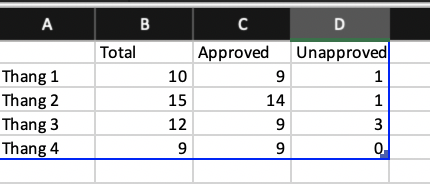 A B C D
Total Approved Unapproved
Thang 1 10 9 1
Thang 2 15 14 1
Thang 3 12 9 3
Thang 4 9 9 0